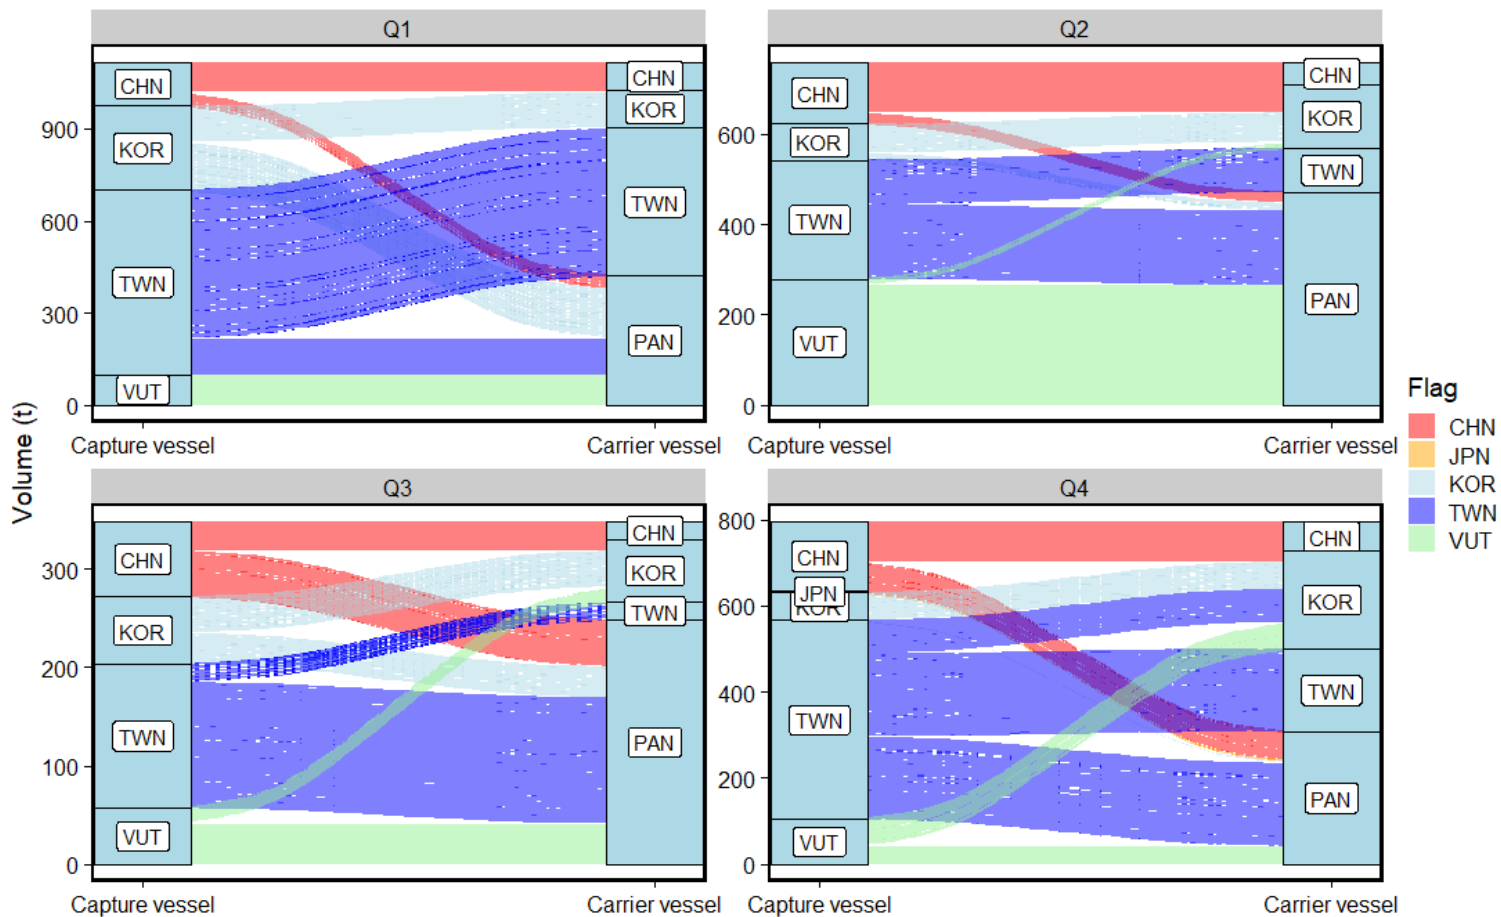 Q1
Q2
CHN
KOR
TWN
VUT
CHN
KOR
TWN
PAN
900
600
300
0
Capture vessel
Carrier vessel
CHN
KOR
TWN
VUT
CHN
KOR
TWN
PAN
600
400
200
0
Capture vessel
Carrier vessel
Volume (t)
Q3
Q4
CHN
KOR
TWN
VUT
CHN
KOR
TWN
PAN
300
200
100
0
Capture vessel
Carrier vessel
800
600
400
200
0
CHN
JPN
KOR
TWN
VUT
CHN
KOR
TWN
PAN
Capture vessel
Carrier vessel
Flag
CHN
JPN
KOR
TWN
VUT